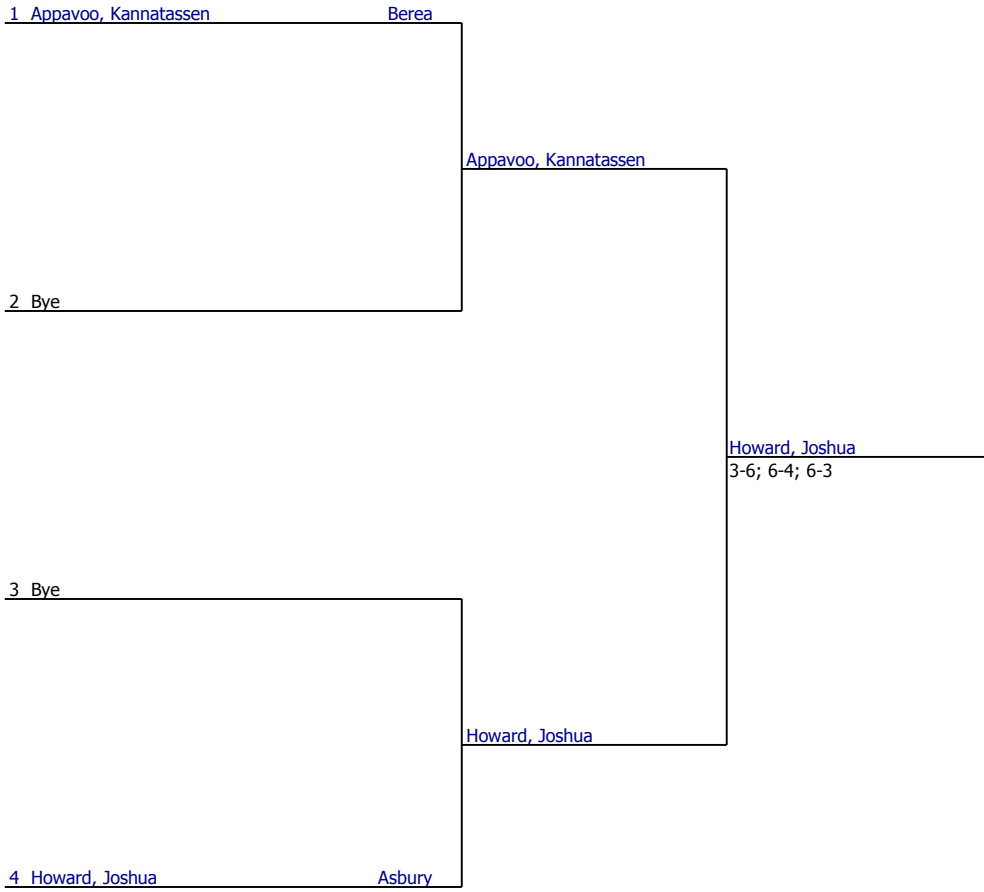 1 Appavoo, Kannatassen Berea
Appavoo, Kannatassen
2 Bye
Howard, Joshua
3-6; 6-4; 6-3
3 Bye
Howard, Joshua
4 Howard, Joshua Asbury